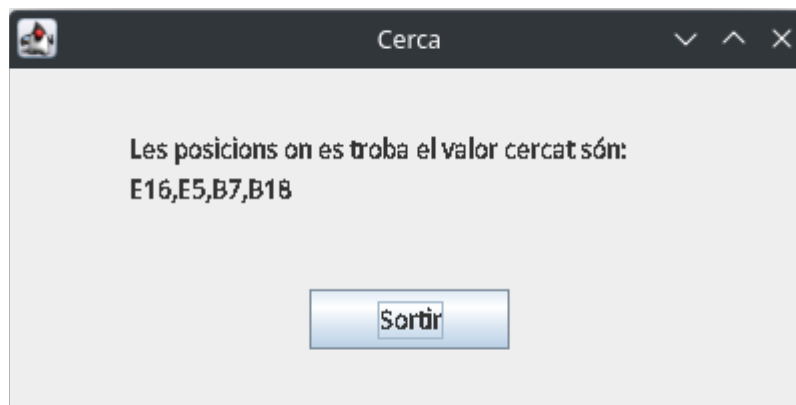 Cerca
Les posicions on es troba el valor cercat són:
E16,E5,B7,B18
Sortir